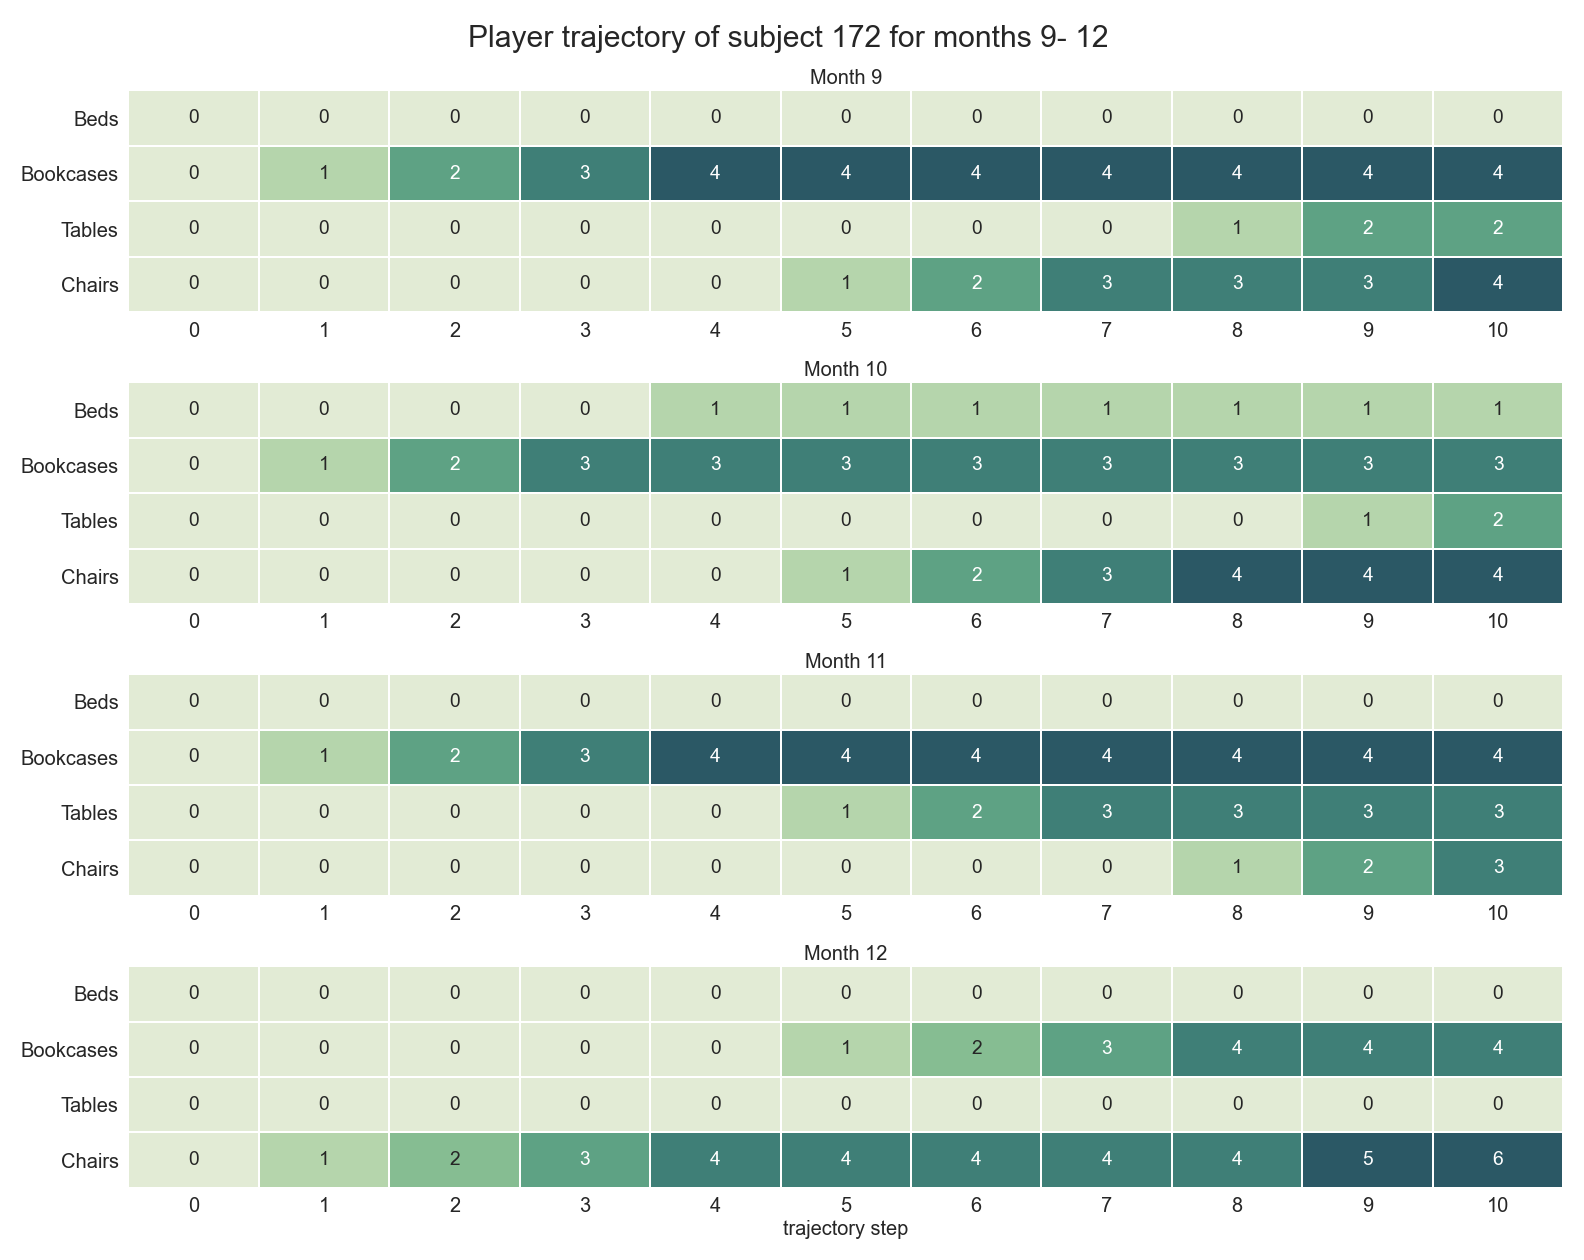 Player trajectory of subject 172 for months 9- 12
Month 9
Beds 0 0 0 0 0 0 0 0 0 0 0
Bookcases 0 1 2 3 4 4 4 4 4 4 4
Tables 0 0 0 0 0 0 0 0 1 2 2
Chairs 0 0 0 0 0 1 2 3 3 3 4
0 1 2 3 4 5 6 7 8 9 10
Month 10
Beds 0 0 0 0 1 1 1 1 1 1 1
Bookcases 0 1 2 3 3 3 3 3 3 3 3
Tables 0 0 0 0 0 0 0 0 0 1 2
Chairs 0 0 0 0 0 1 2 3 4 4 4
0 1 2 3 4 5 6 7 8 9 10
Month 11
Beds 0 0 0 0 0 0 0 0 0 0 0
Bookcases 0 1 2 3 4 4 4 4 4 4 4
Tables 0 0 0 0 0 1 2 3 3 3 3
Chairs 0 0 0 0 0 0 0 0 1 2 3
0 1 2 3 4 5 6 7 8 9 10
Month 12
Beds 0 0 0 0 0 0 0 0 0 0 0
Bookcases 0 0 0 0 0 1 2 3 4 4 4
Tables 0 0 0 0 0 0 0 0 0 0 0
Chairs 0 1 2 3 4 4 4 4 4 5 6
0 1 2 3 4 5 6 7 8 9 10
trajectory step